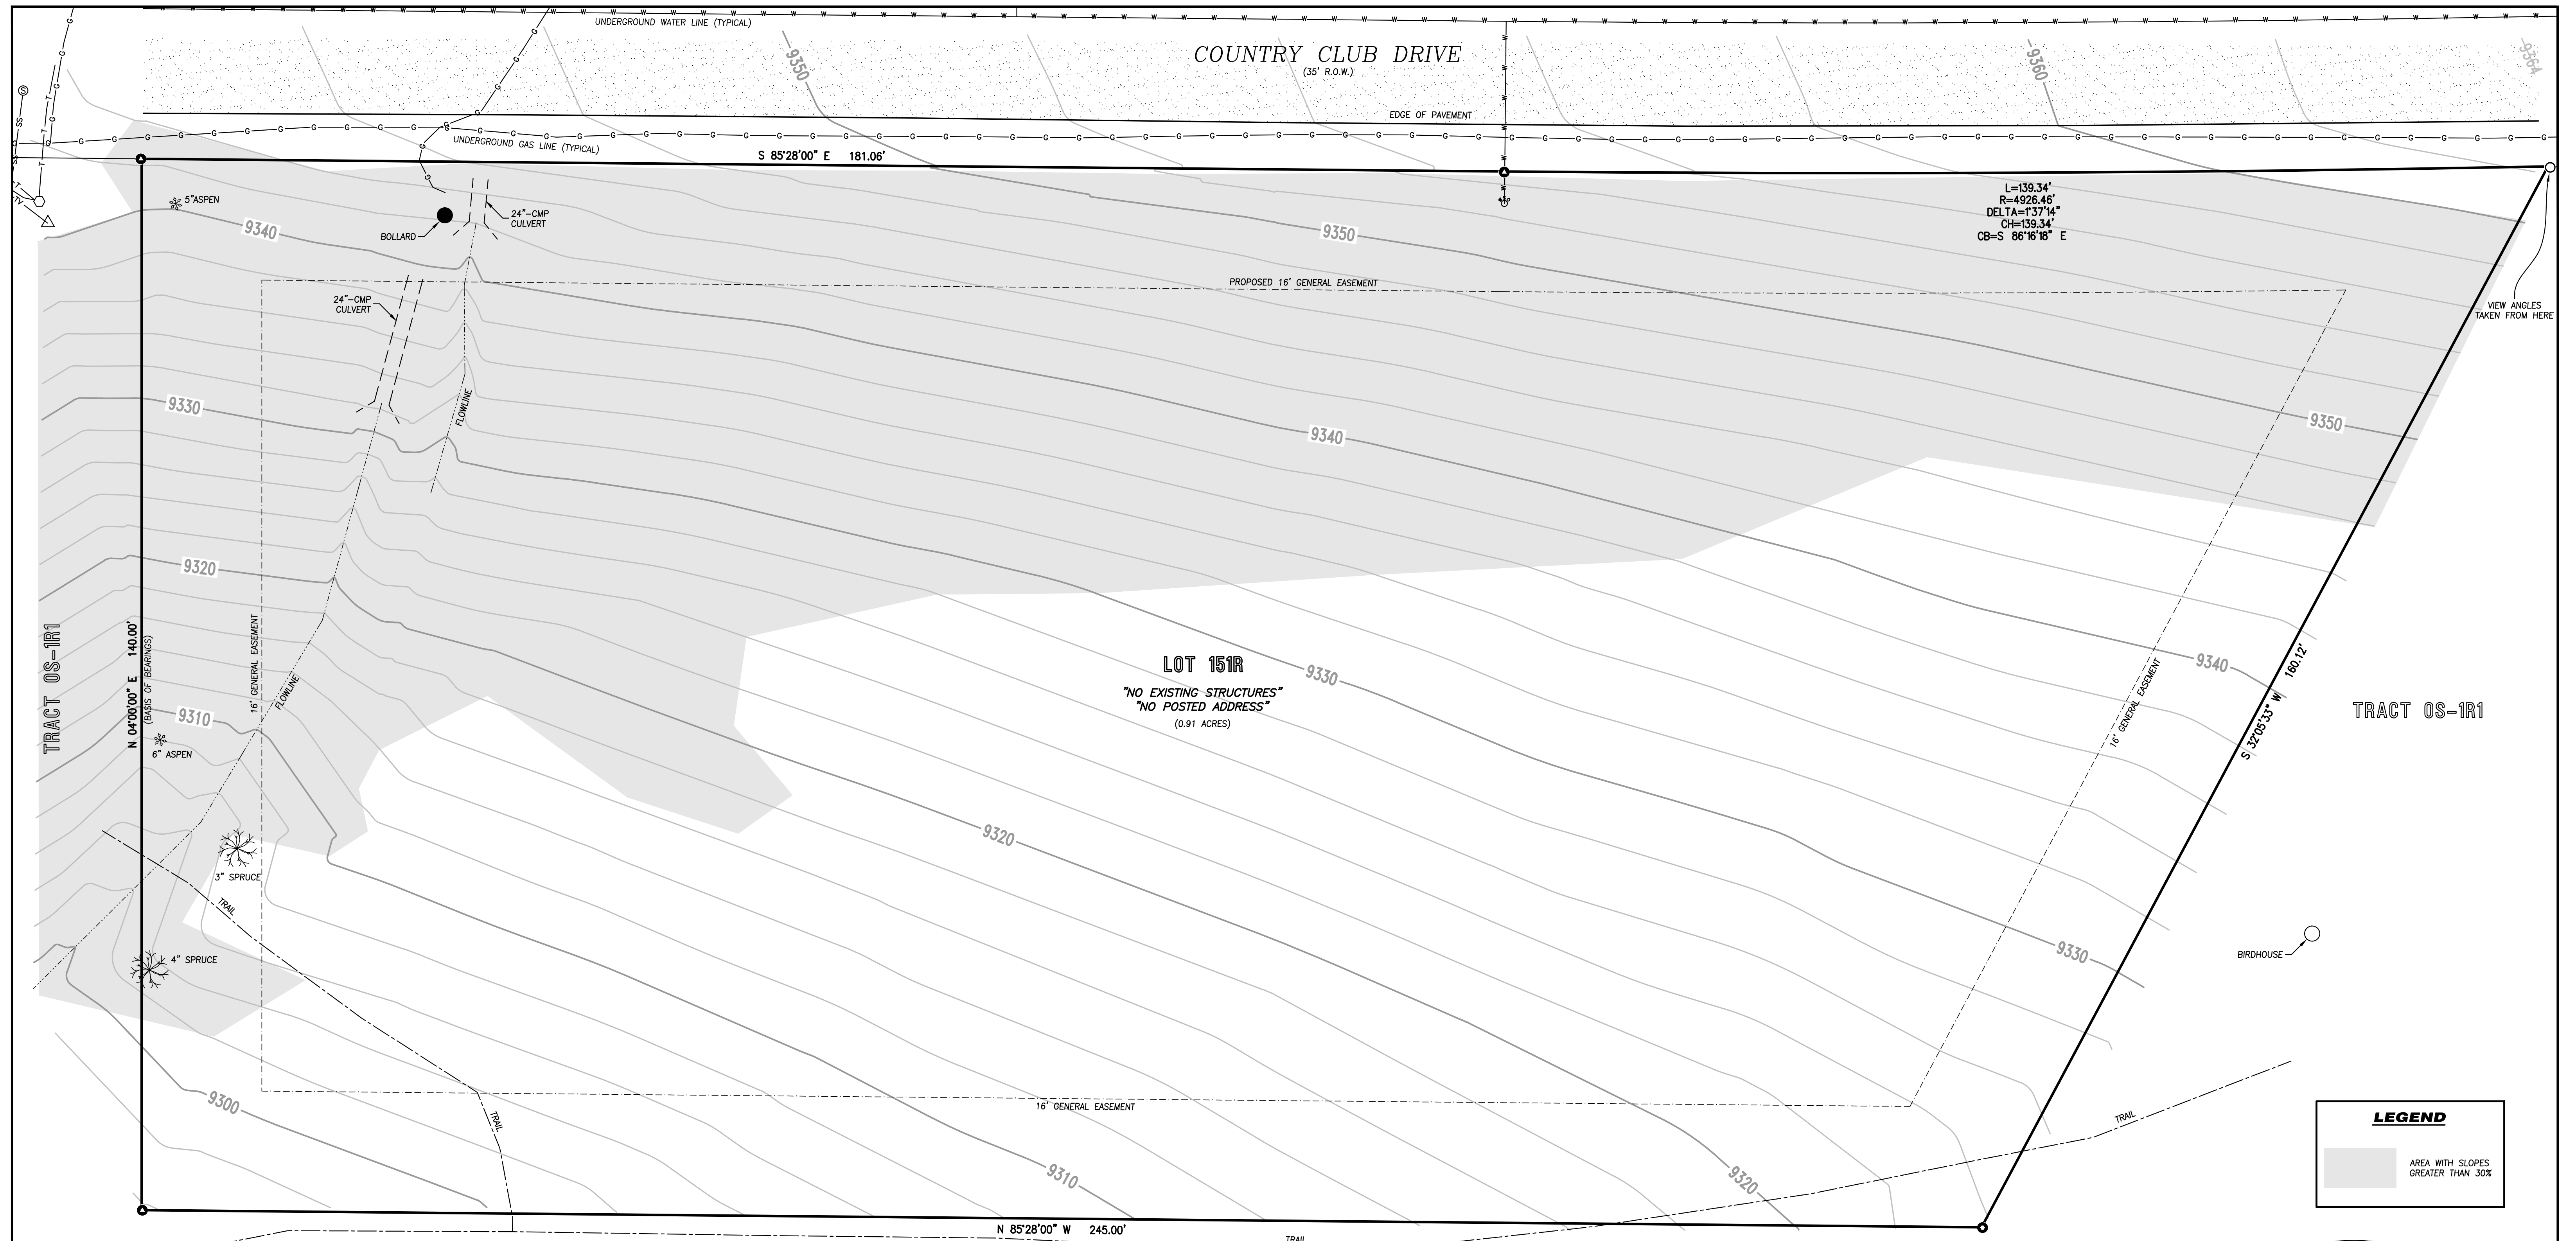 UNDERGROUND WATER LINE (TYPICAL)
COUNTRY CLUB DRIVE
(35' R.O.W.)
9350
9360
9364
EDGE OF PAVEMENT
UNDERGROUND GAS LINE (TYPICAL)
S 85°28'00" E 181.06'
L=139.34'
R=4926.46'
DELTA=1°37'14"
CH=139.34'
CB=S 86°16'18" E
5"ASPEN
9340
BOLLARD
24"-CMP
CULVERT
9350
PROPOSED 16' GENERAL EASEMENT
24"-CMP
CULVERT
VIEW ANGLES
TAKEN FROM HERE
9330
FLOWLINE
9340
9350
9320
TRACT OS-1R1
N 04°00'00" E 140.00'
(BASIS OF BEARINGS)
16' GENERAL EASEMENT
FLOWLINE
LOT 151R
"NO EXISTING STRUCTURES"
"NO POSTED ADDRESS"
(0.91 ACRES)
9330
9340
16' GENERAL EASEMENT
S 32°05'33" W 160.12'
TRACT OS-1R1
9310
6" ASPEN
9320
3" SPRUCE
TRAIL
4" SPRUCE
9330
BIRDHOUSE
9300
TRAIL
16' GENERAL EASEMENT
9310
9320
TRAIL
N 85°28'00" W 245.00'
TRAIL
LEGEND
AREA WITH SLOPES
GREATER THAN 30%